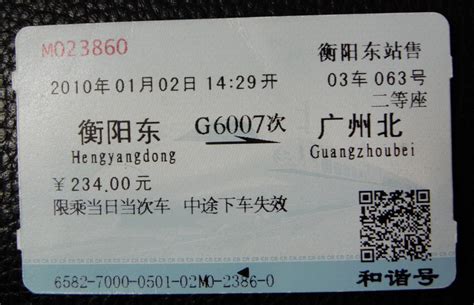 M023860
衡阳东站售
2010年01月02日 14:29开
03车 063号
二等座
衡阳东 G6007次 广州北
Hengyangdong Guangzhoubei
￥234.00元
限乘当日当次车 中途下车失效
和谐号
6582-7000-0501-02M0-2386-0